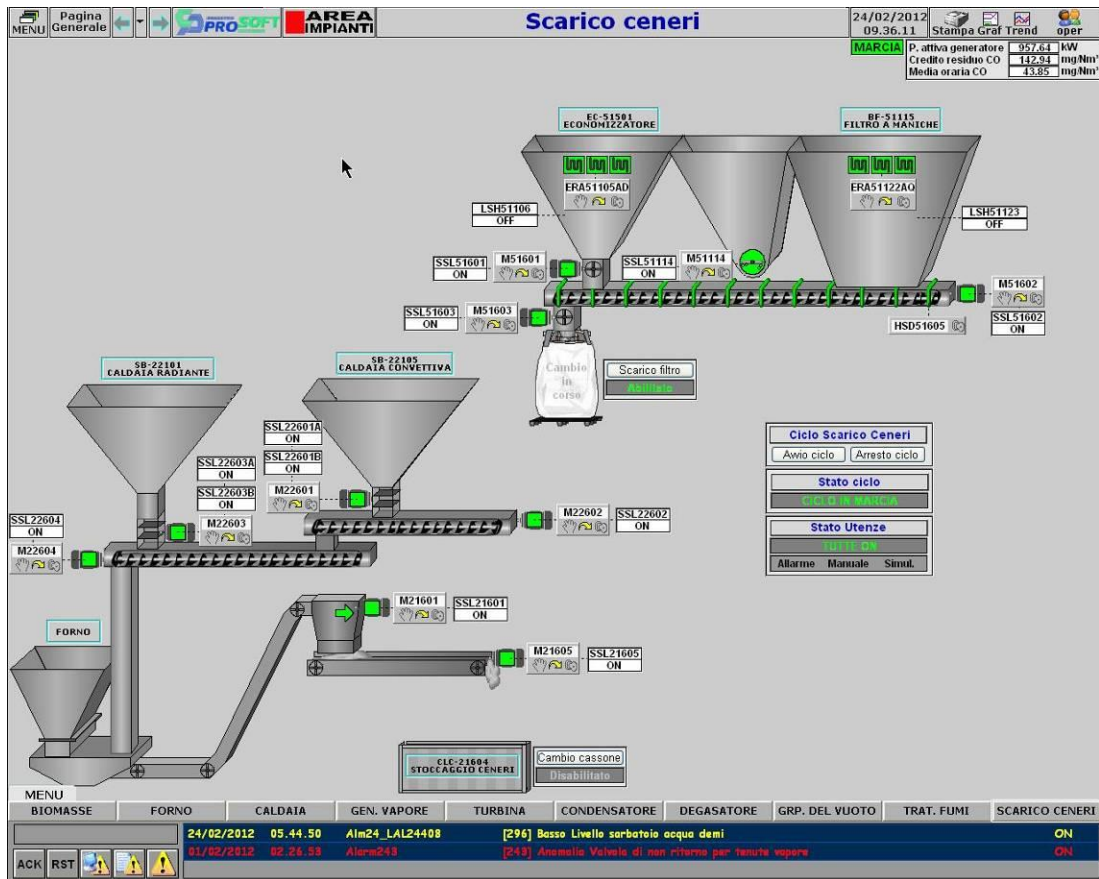 MENU
Pagina Generale
PROSOFT
AREA IMPIANTI
Scarico ceneri
24/02/2012
09.36.11
Stampa Graf Trend oper
MARCIA
P. attiva generatore 957.64 kW
Credito residuo CO 142.94 mg/Nm³
Media oraria CO 43.85 mg/Nm³
EC-51501
ECONOMIZZATORE
BF-51115
FILTRO A MANICHE
ERA51105AD
ERA51122AQ
LSH51106
OFF
LSH51123
OFF
SSL51601
ON
M51601
SSL51114
ON
M51114
M51602
SSL51602
ON
SSL51603
ON
M51603
HSD51605
Cambio
in
corso
Scarico filtro
Abilitato
SB-22101
CALDAIA RADIANTE
SB-22105
CALDAIA CONVETTIVA
SSL22601A
ON
SSL22601B
ON
M22601
SSL22603A
ON
SSL22603B
ON
M22603
SSL22604
ON
M22604
M22602
SSL22602
ON
Ciclo Scarico Ceneri
Avvio ciclo
Arresto ciclo
Stato ciclo
CICLO IN MARCIA
Stato Utenze
TUTTE ON
Allarme Manuale Simul.
M21601
SSL21601
ON
FORNO
M21605
SSL21605
ON
CLC-21604
STOCCAGGIO CENERI
Cambio cassone
Disabilitato
MENU
BIOMASSE FORNO CALDAIA GEN. VAPORE TURBINA CONDENSATORE DEGASATORE GRP. DEL VUOTO TRAT. FUMI SCARICO CENERI
24/02/2012 05.44.50 Alm24_LAL24408 [296] Basso Livello sarbatoio acqua demi ON
01/02/2012 02.26.53 Alarm243 [243] Anomalia Valvola di non ritorno per tenute vapore ON
ACK RST